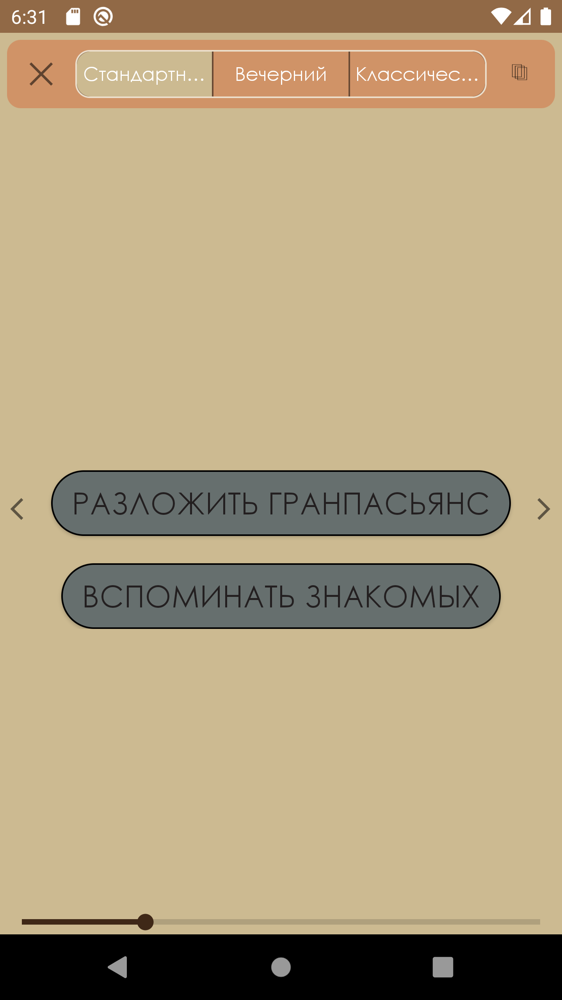 6:31
Стандартн...
Вечерний
Классичес...
РАЗЛОЖИТЬ ГРАНПАСЬЯНС
ВСПОМИНАТЬ ЗНАКОМЫХ